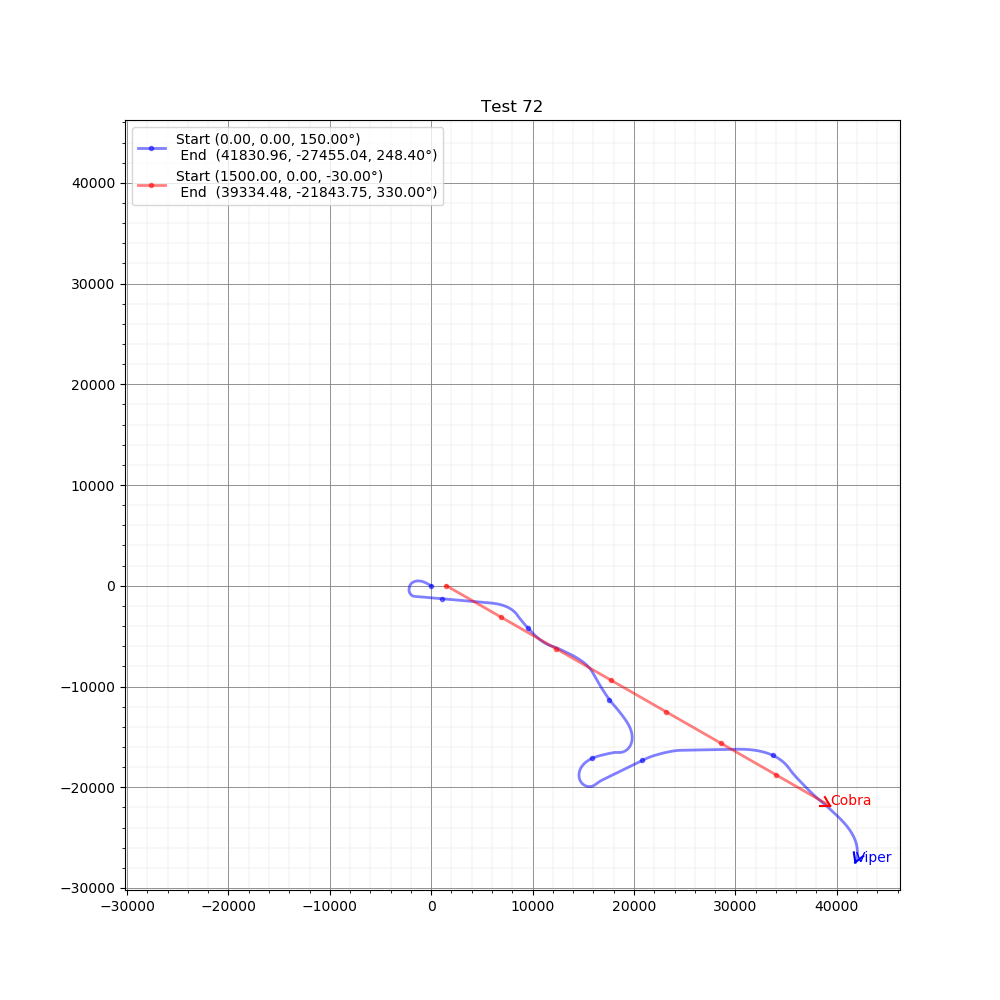 Test 72
Start (0.00, 0.00, 150.00°)
End (41830.96, -27455.04, 248.40°)
Start (1500.00, 0.00, -30.00°)
End (39334.48, -21843.75, 330.00°)
40000
30000
20000
10000
0
−10000
−20000
−30000
Cobra
Viper
−30000 −20000 −10000 0 10000 20000 30000 40000